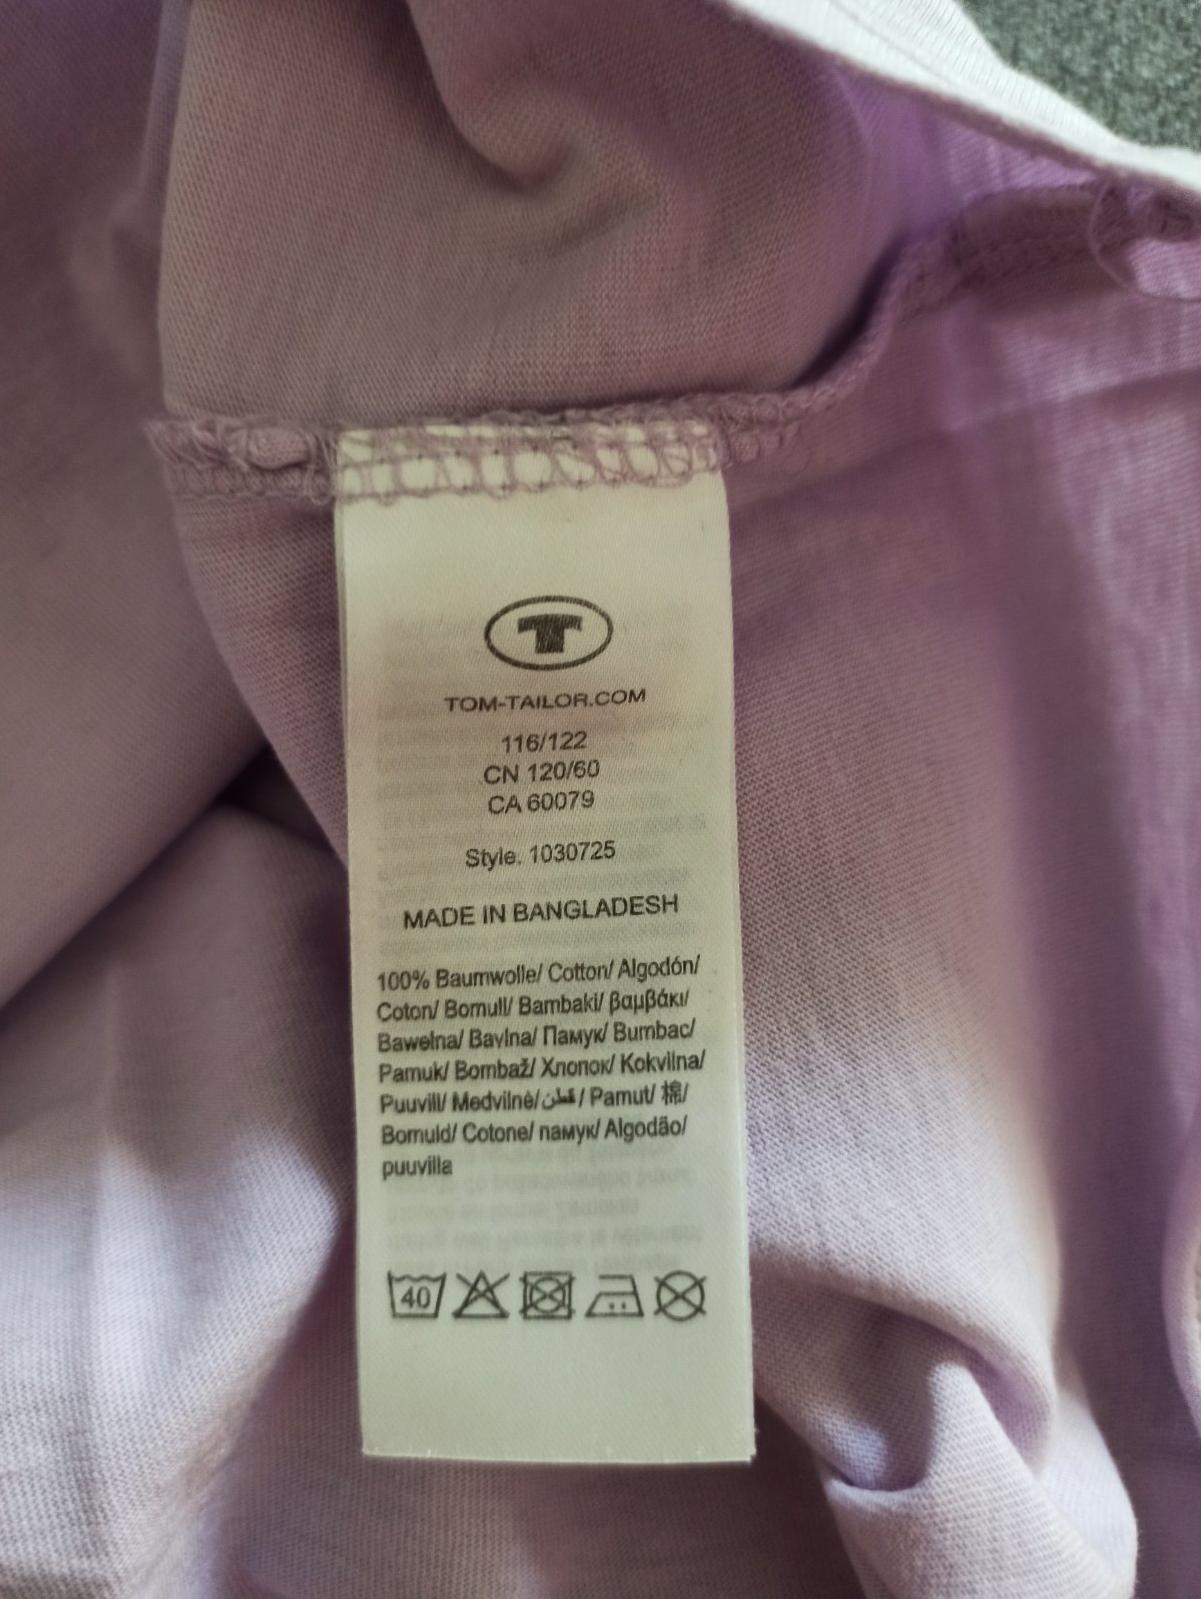 T
TOM-TAILOR.COM
116/122
CN 120/60
CA 60079
Style. 1030725
MADE IN BANGLADESH
100% Baumwolle/ Cotton/ Algodón/
Coton/ Bomull/ Bambaki/ βαμβάκι/
Bawełna/ Bavlna/ Памук/ Bumbac/
Pamuk/ Bombaž/ Хлопок/ Kokvilna/
Puuvill/ Medvilnė/ قطن / Pamut/ 棉/
Bomuld/ Cotone/ памук/ Algodão/
puuvilla
40